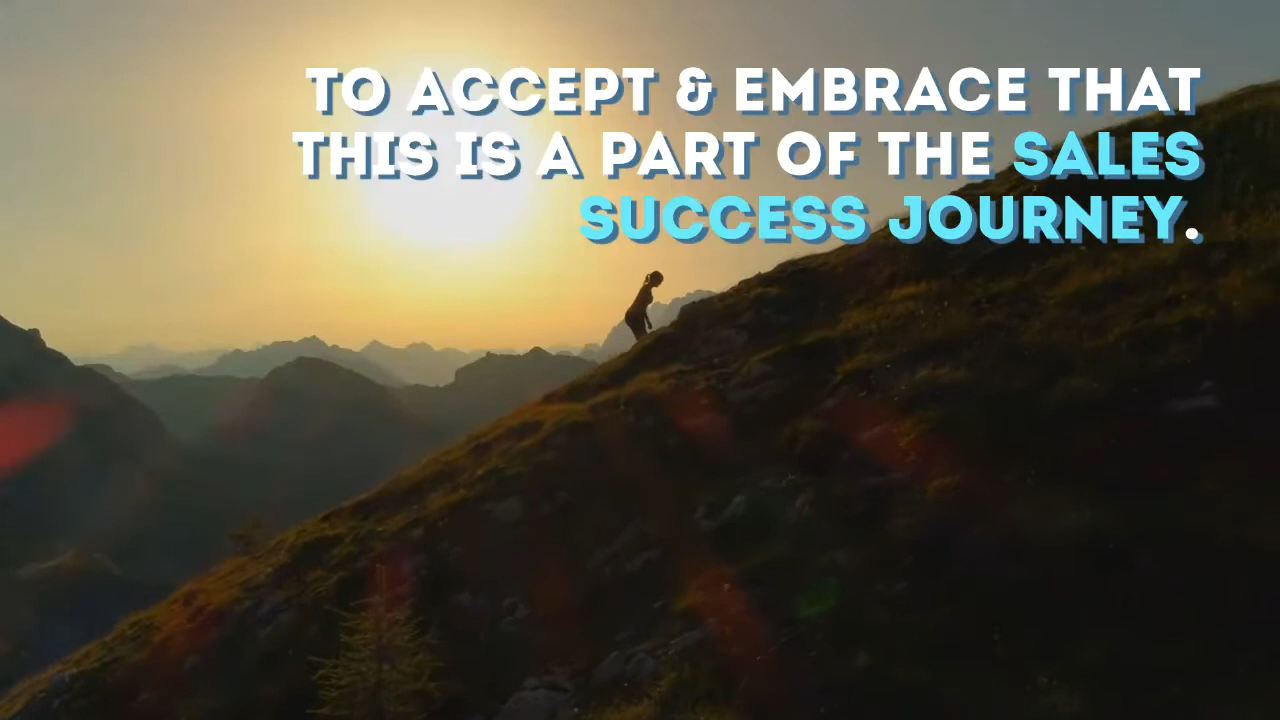 TO ACCEPT & EMBRACE THAT
THIS IS A PART OF THE SALES
SUCCESS JOURNEY.